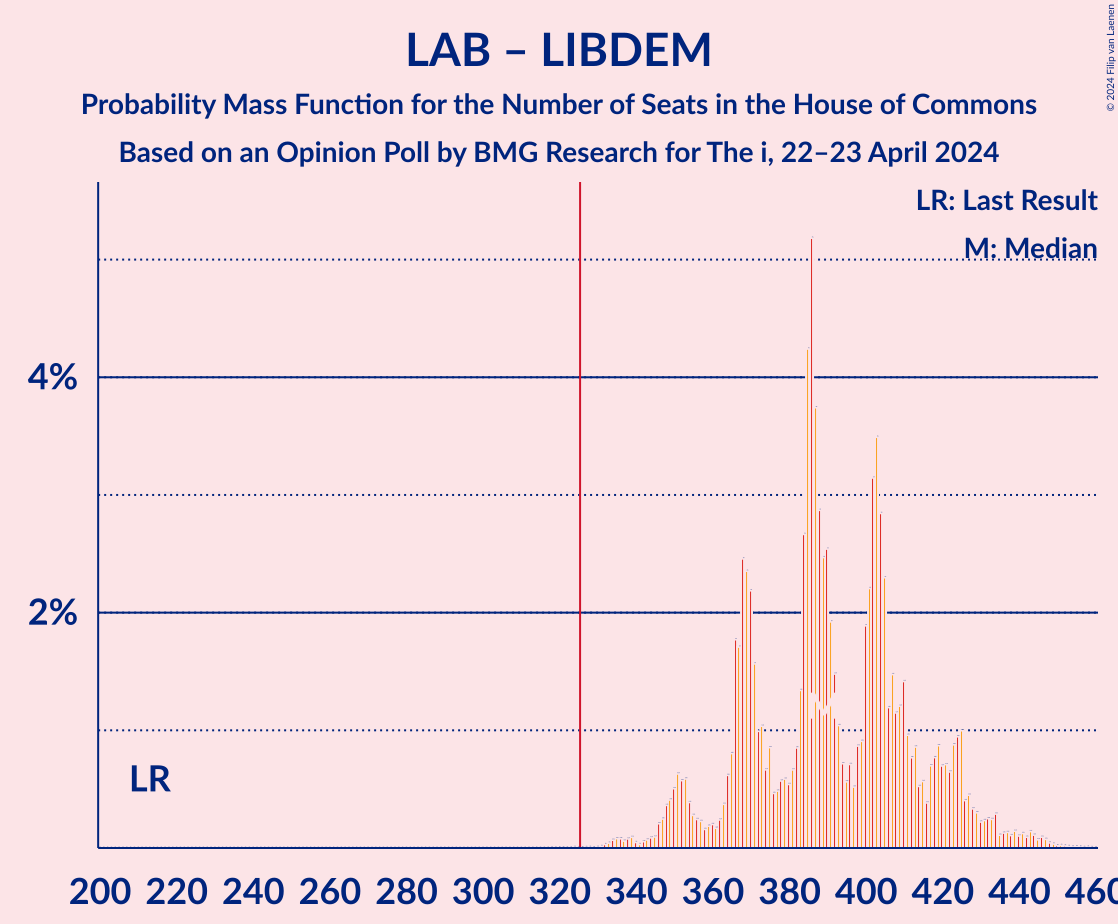 LAB – LIBDEM
Probability Mass Function for the Number of Seats in the House of Commons
Based on an Opinion Poll by BMG Research for The i, 22–23 April 2024
© 2024 Filip van Laenen
LR: Last Result
M: Median
4%
2%
LR
200 220 240 260 280 300 320 340 360 380 400 420 440 460